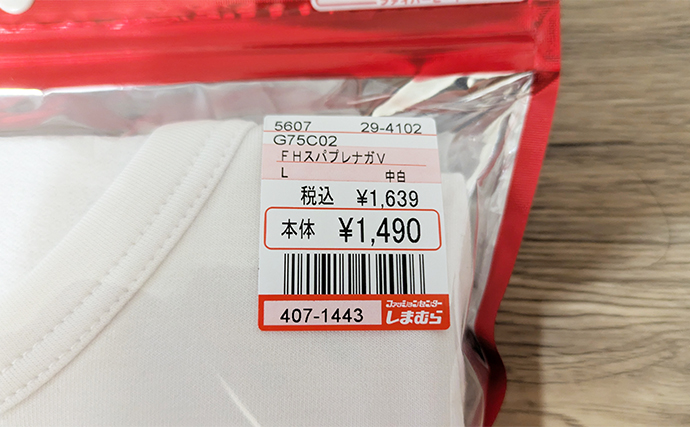 5607 29-4102
G75C02
FHスパプレナガV
L 中白
税込 ¥1,639
本体 ¥1,490
407-1443
ファッションセンター
しまむら